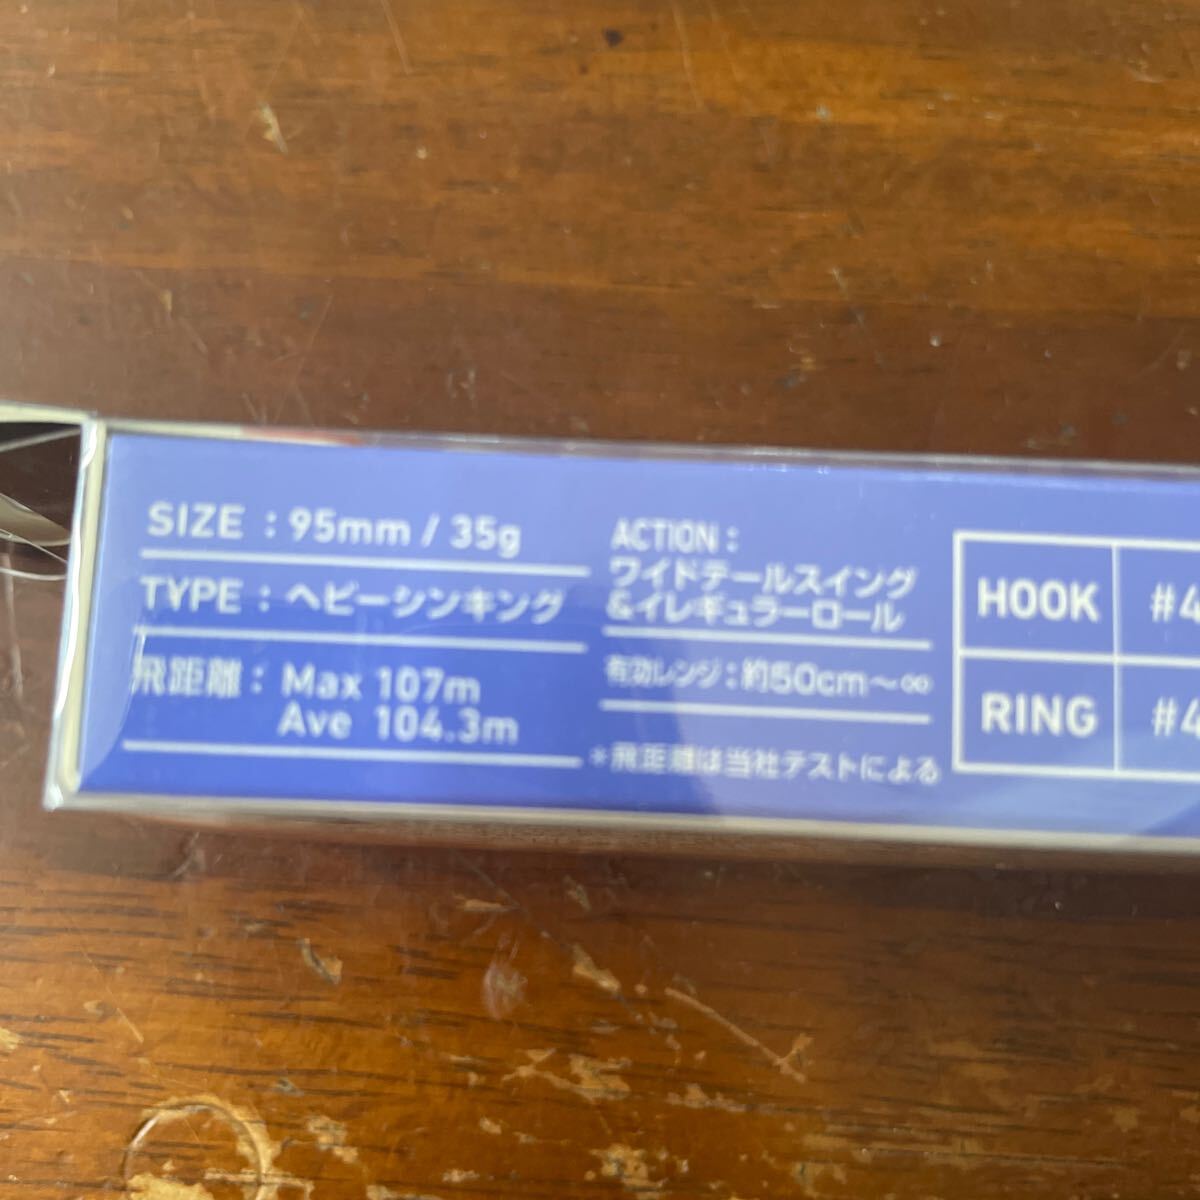 SIZE : 95mm / 35g
TYPE : ヘビーシンキング
飛距離 : Max 107m
Ave 104.3m
ACTION :
ワイドテールスイング
&イレギュラーロール
有効レンジ : 約50cm〜∞
*飛距離は当社テストによる
HOOK #4
RING #4